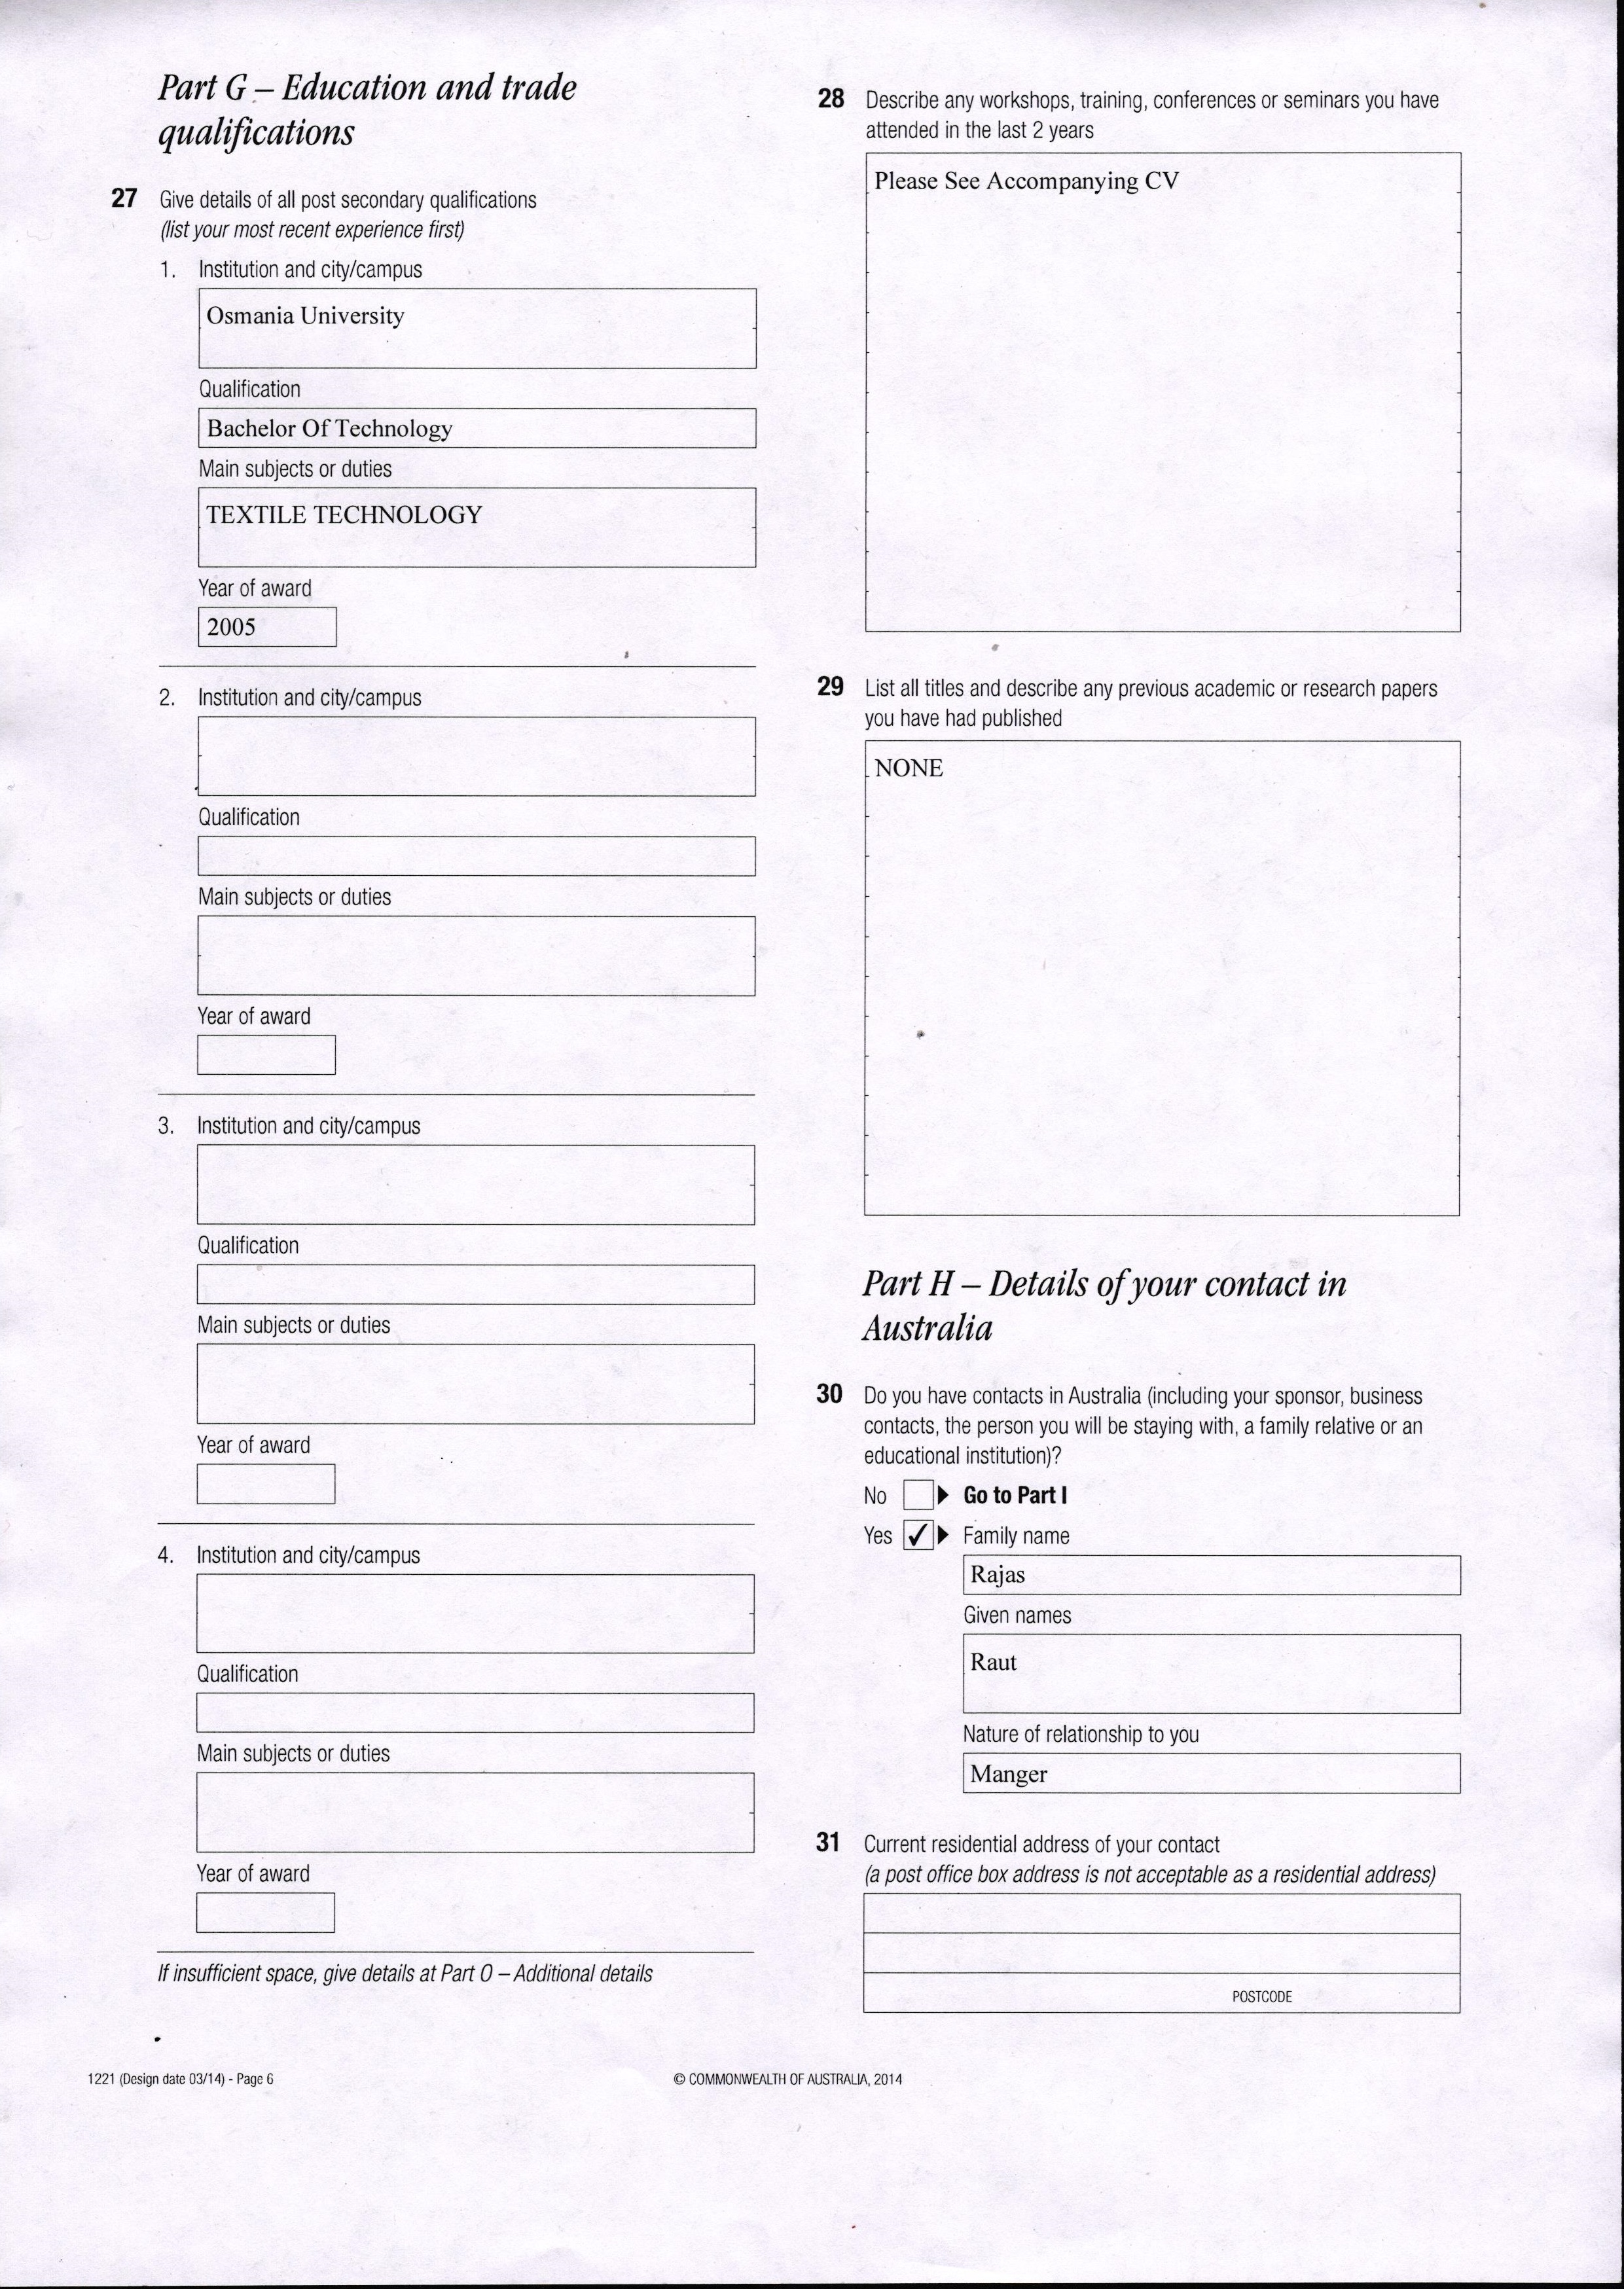 Part G – Education and trade
qualifications
27 Give details of all post secondary qualifications
(list your most recent experience first)
1. Institution and city/campus
Osmania University
Qualification
Bachelor Of Technology
Main subjects or duties
TEXTILE TECHNOLOGY
Year of award
2005
2. Institution and city/campus
Qualification
Main subjects or duties
Year of award
3. Institution and city/campus
Qualification
Main subjects or duties
Year of award
4. Institution and city/campus
Qualification
Main subjects or duties
Year of award
If insufficient space, give details at Part O – Additional details
28 Describe any workshops, training, conferences or seminars you have
attended in the last 2 years
Please See Accompanying CV
29 List all titles and describe any previous academic or research papers
you have had published
NONE
Part H – Details of your contact in
Australia
30 Do you have contacts in Australia (including your sponsor, business
contacts, the person you will be staying with, a family relative or an
educational institution)?
No Go to Part I
Yes ✓ Family name
Rajas
Given names
Raut
Nature of relationship to you
Manger
31 Current residential address of your contact
(a post office box address is not acceptable as a residential address)
POSTCODE
1221 (Design date 03/14) - Page 6
© COMMONWEALTH OF AUSTRALIA, 2014